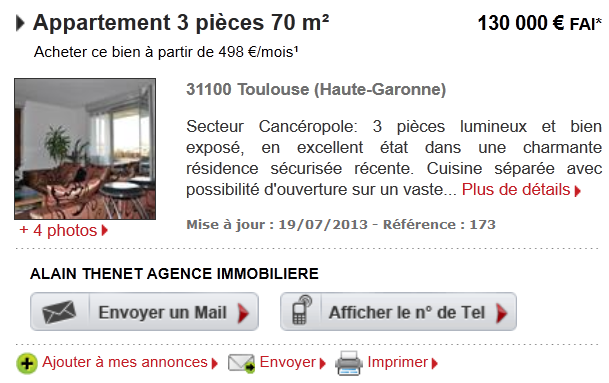 Appartement 3 pièces 70 m² 130 000 € FAI*
Acheter ce bien à partir de 498 €/mois¹
31100 Toulouse (Haute-Garonne)
Secteur Cancéropole: 3 pièces lumineux et bien
exposé, en excellent état dans une charmante
résidence sécurisée récente. Cuisine séparée avec
possibilité d'ouverture sur un vaste... Plus de détails
+ 4 photos
Mise à jour : 19/07/2013 - Référence : 173
ALAIN THENET AGENCE IMMOBILIERE
Envoyer un Mail Afficher le n° de Tel
Ajouter à mes annonces Envoyer Imprimer